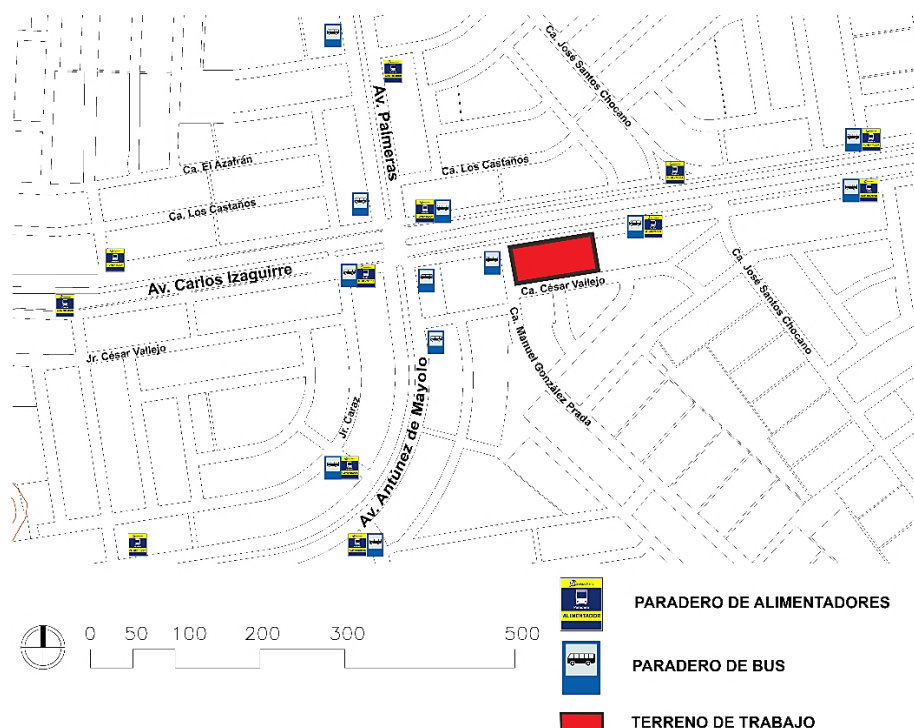 Ca. José Santos Chocano
Av. Palmeras
Ca. El Azafrán
Ca. Los Castaños
Ca. Los Castaños
Av. Carlos Izaguirre
Ca. César Vallejo
Ca. José Santos Chocano
Jr. César Vallejo
Ca. Manuel González Prada
Jr. Caraz
Av. Antúnez de Mayolo
PARADERO DE ALIMENTADORES
ALIMENTADOR
0 50 100 200 300 500
PARADERO DE BUS
TERRENO DE TRABAJO